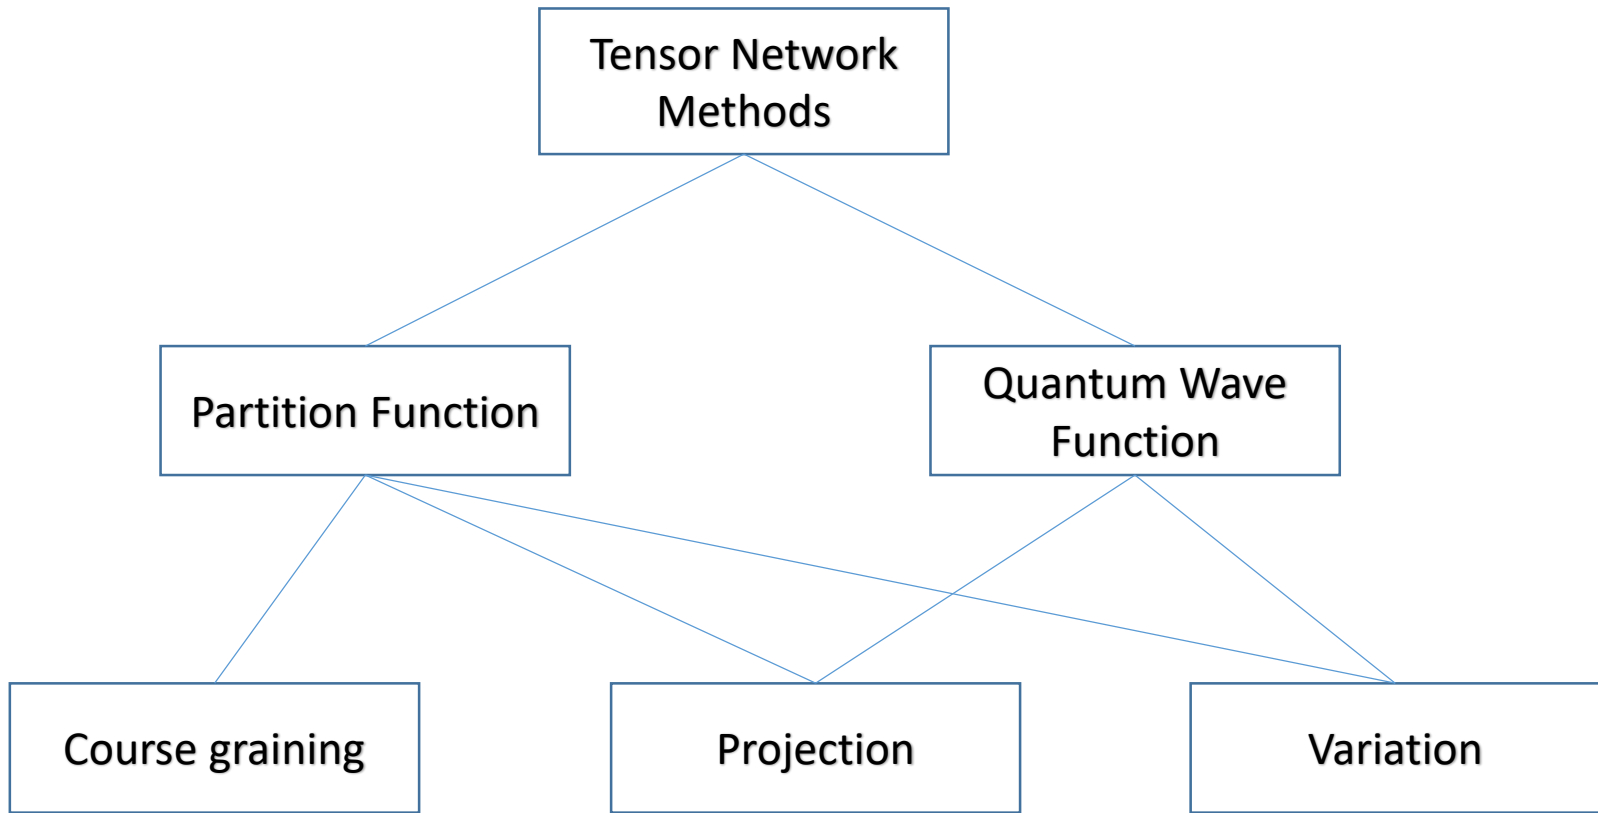 Tensor Network
Methods
Partition Function
Quantum Wave
Function
Course graining
Projection
Variation